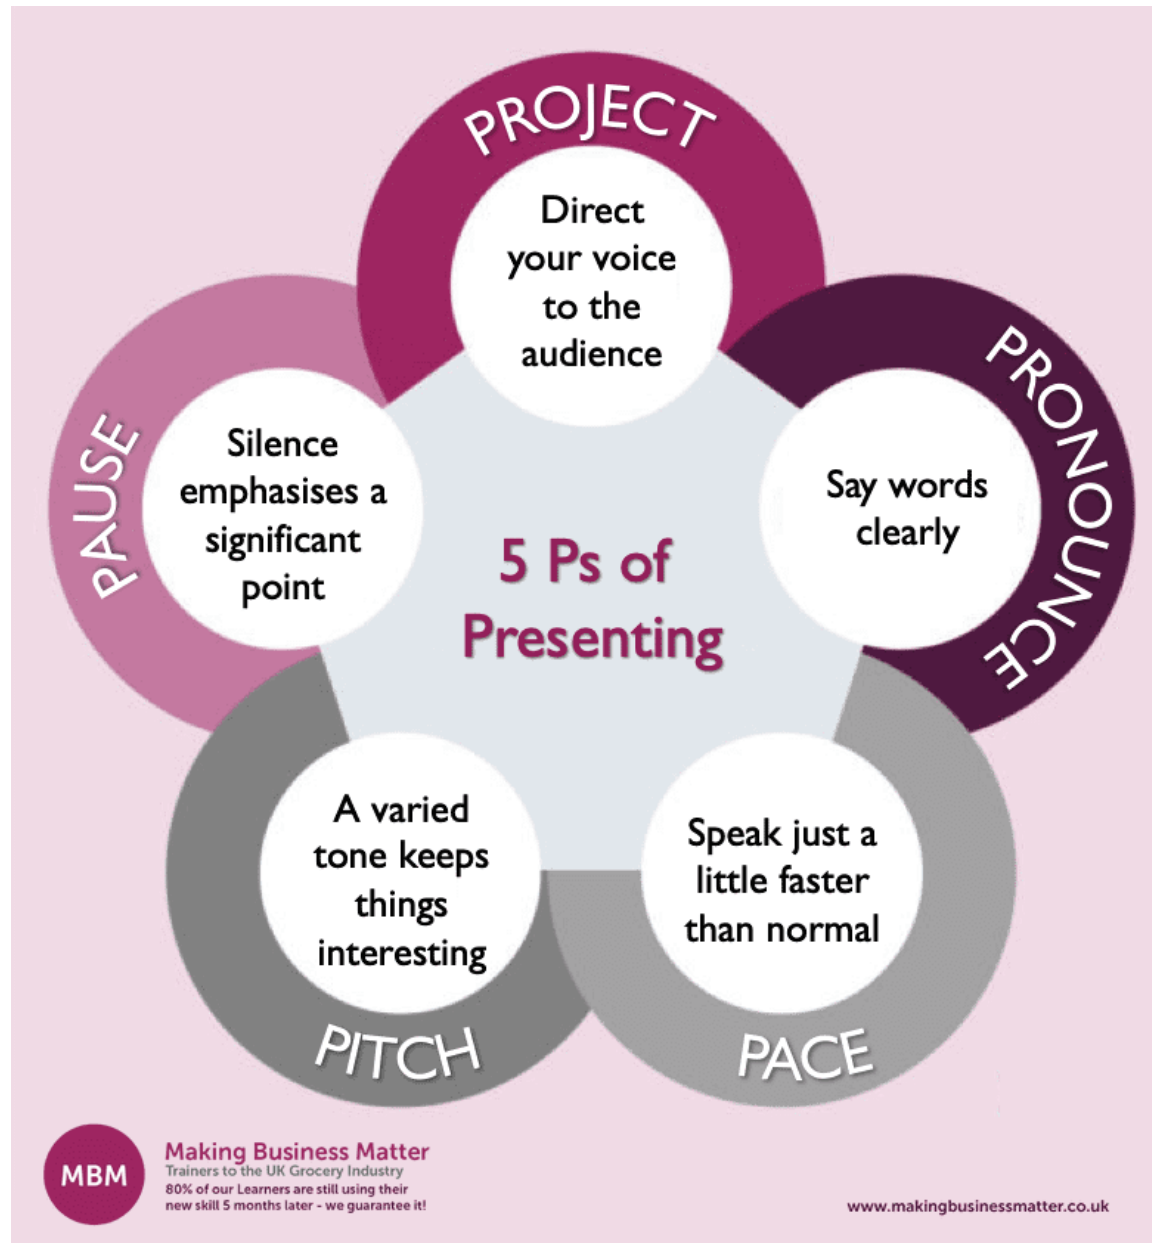 PROJECT
Direct
your voice
to the
audience
PRONOUNCE
Say words
clearly
PACE
Speak just a
little faster
than normal
PITCH
A varied
tone keeps
things
interesting
PAUSE
Silence
emphasises a
significant
point
5 Ps of
Presenting
MBM
Making Business Matter
Trainers to the UK Grocery Industry
80% of our Learners are still using their
new skill 5 months later - we guarantee it!
www.makingbusinessmatter.co.uk